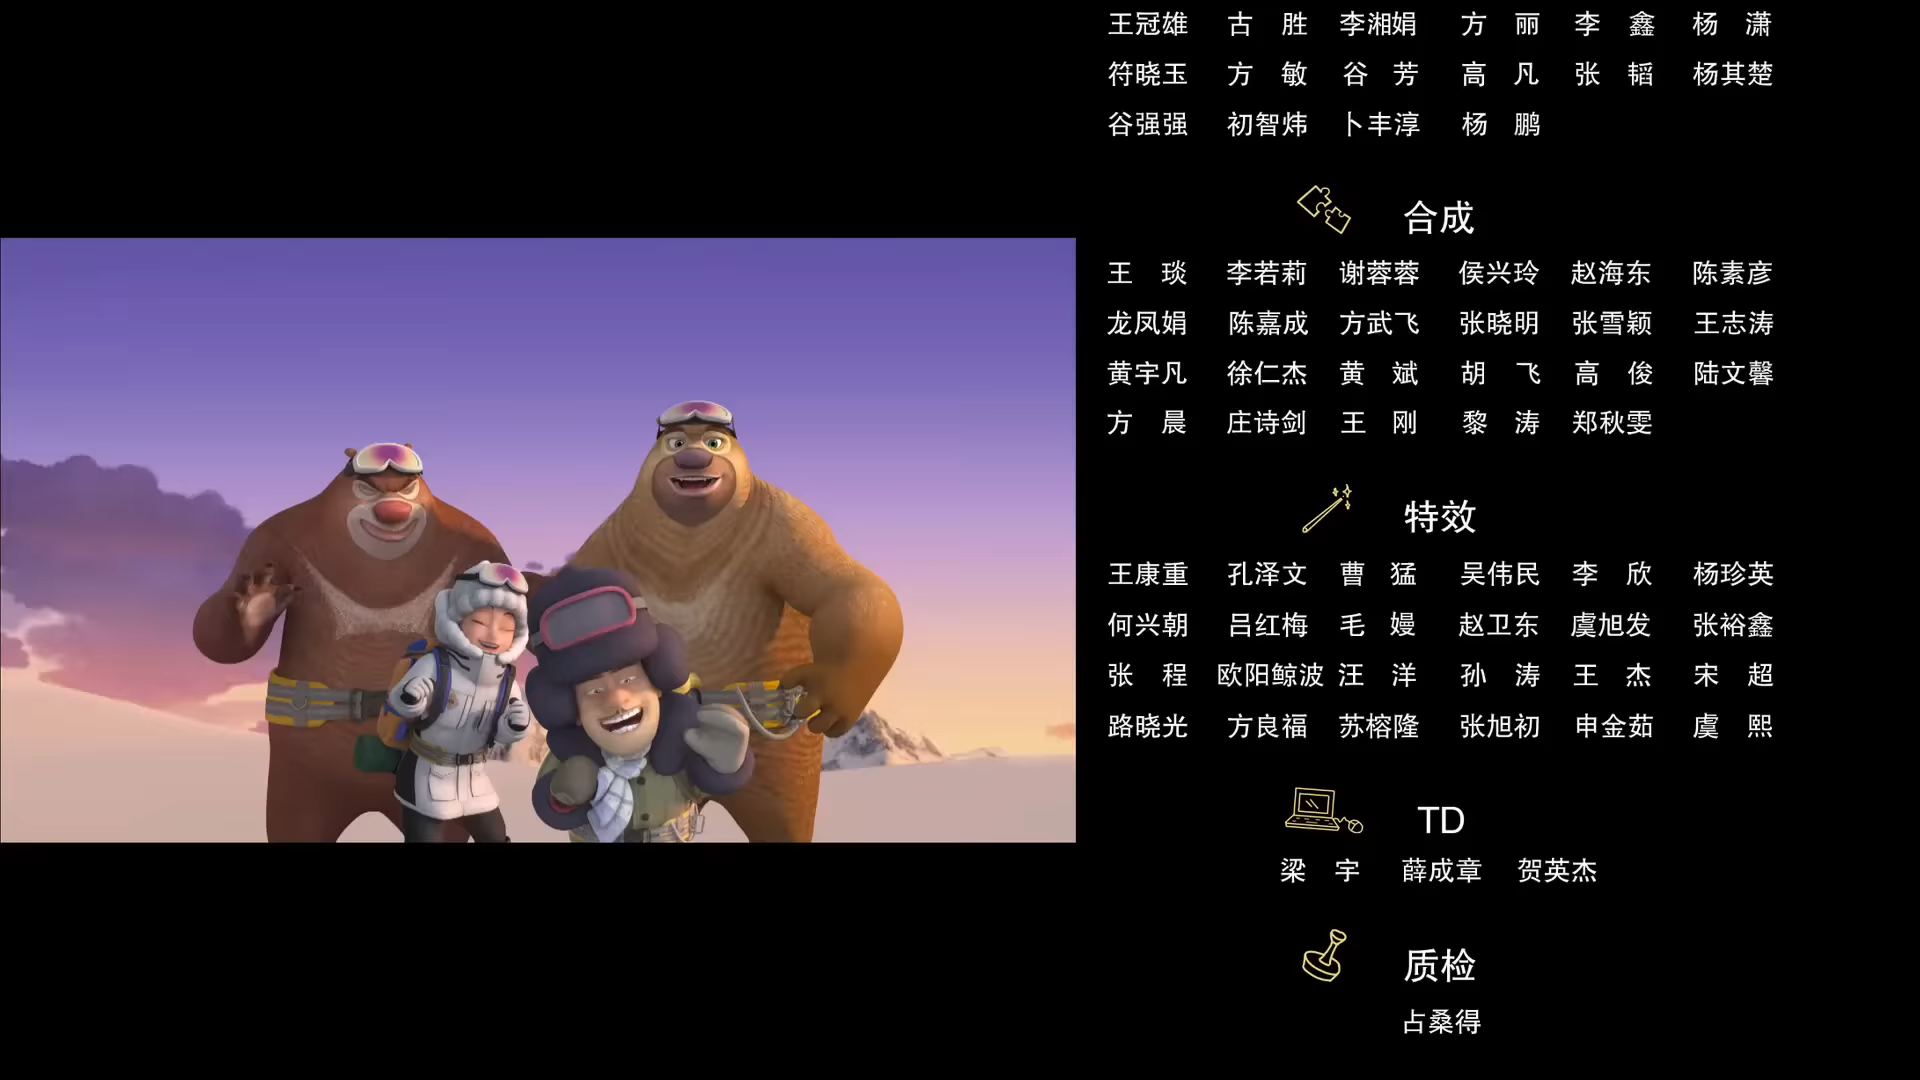 王冠雄 古 胜 李湘娟 方 丽 李 鑫 杨 潇
符晓玉 方 敏 谷 芳 高 凡 张 韬 杨其楚
谷强强 初智炜 卜丰淳 杨 鹏
合成
王 琰 李若莉 谢蓉蓉 侯兴玲 赵海东 陈素彦
龙凤娟 陈嘉成 方武飞 张晓明 张雪颖 王志涛
黄宇凡 徐仁杰 黄 斌 胡 飞 高 俊 陆文馨
方 晨 庄诗剑 王 刚 黎 涛 郑秋雯
特效
王康重 孔泽文 曹 猛 吴伟民 李 欣 杨珍英
何兴朝 吕红梅 毛 嫚 赵卫东 虞旭发 张裕鑫
张 程 欧阳鲸波 汪 洋 孙 涛 王 杰 宋 超
路晓光 方良福 苏榕隆 张旭初 申金茹 虞 熙
TD
梁 宇 薛成章 贺英杰
质检
占桑得